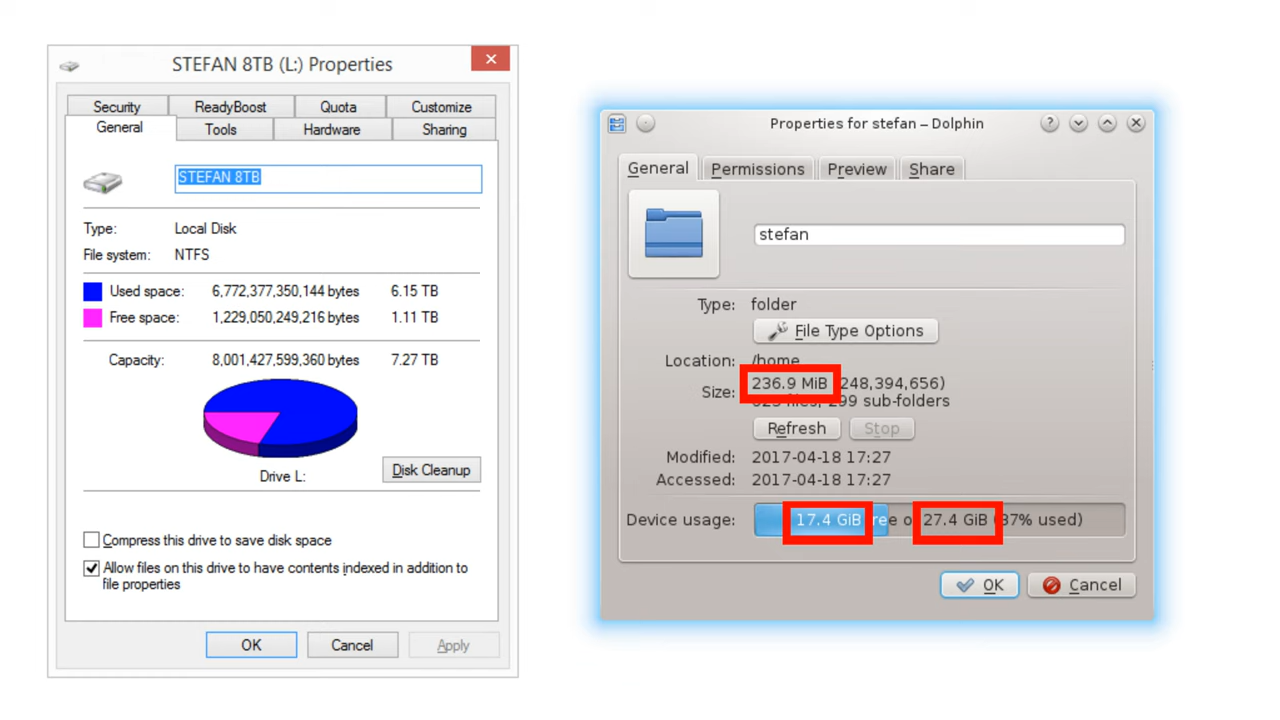 STEFAN 8TB (L:) Properties
Security ReadyBoost Quota Customize
General Tools Hardware Sharing
STEFAN 8TB
Type: Local Disk
File system: NTFS
Used space: 6,772,377,350,144 bytes 6.15 TB
Free space: 1,229,050,249,216 bytes 1.11 TB
Capacity: 8,001,427,599,360 bytes 7.27 TB
Drive L:
Disk Cleanup
Compress this drive to save disk space
Allow files on this drive to have contents indexed in addition to
file properties
OK Cancel Apply
Properties for stefan – Dolphin
General Permissions Preview Share
stefan
Type: folder
File Type Options
Location: /home
Size: 236.9 MiB 248,394,656)
299 sub-folders
Refresh Stop
Modified: 2017-04-18 17:27
Accessed: 2017-04-18 17:27
Device usage: 17.4 GiB 27.4 GiB (37% used)
OK Cancel